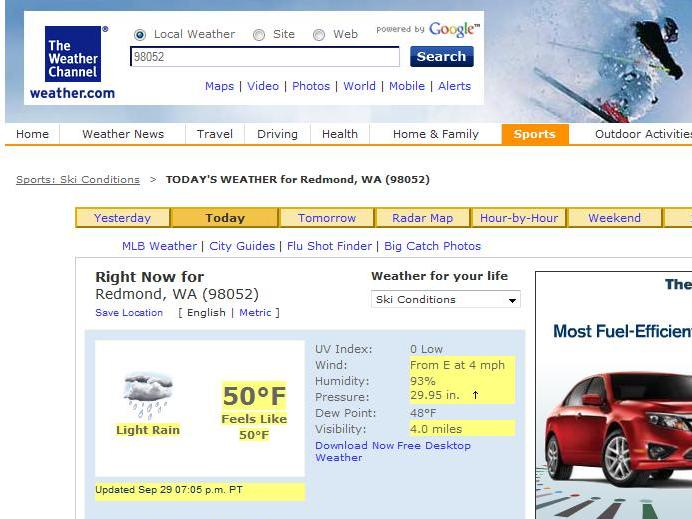 The Weather Channel ®
weather.com
Local Weather Site Web
powered by Google™
98052
Search
Maps | Video | Photos | World | Mobile | Alerts
Home Weather News Travel Driving Health Home & Family Sports Outdoor Activities
Sports: Ski Conditions > TODAY'S WEATHER for Redmond, WA (98052)
Yesterday Today Tomorrow Radar Map Hour-by-Hour Weekend
MLB Weather | City Guides | Flu Shot Finder | Big Catch Photos
Right Now for
Redmond, WA (98052)
Save Location [ English | Metric ]
Weather for your life
Ski Conditions
Light Rain
50°F
Feels Like
50°F
Updated Sep 29 07:05 p.m. PT
UV Index: 0 Low
Wind: From E at 4 mph
Humidity: 93%
Pressure: 29.95 in. ↑
Dew Point: 48°F
Visibility: 4.0 miles
Download Now Free Desktop
Weather
The
Most Fuel-Efficien